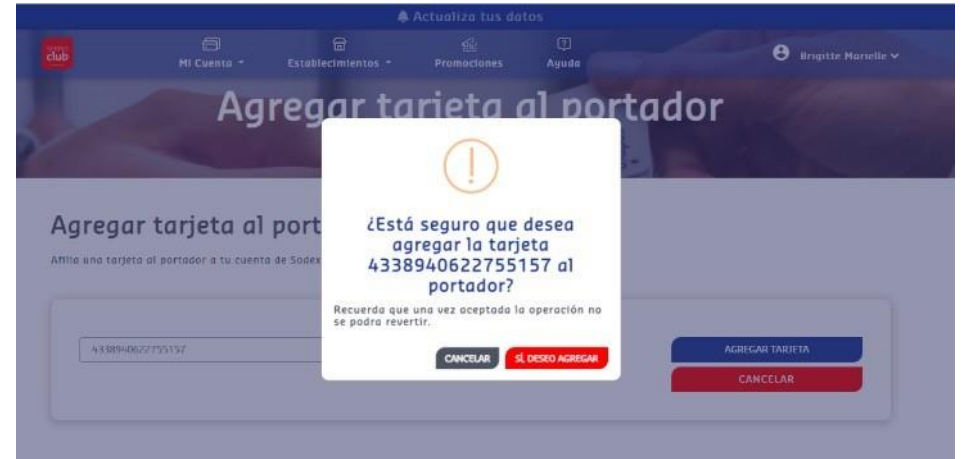 Actualiza tus datos
club
Mi Cuenta
Establecimientos
Promociones
Ayuda
Brigitte Marielle
Agregar tarjeta al portador
Agregar tarjeta al port
Afilia una tarjeta al portador a tu cuenta de Sodex
4338940622755157
AGREGAR TARJETA
CANCELAR
¿Está seguro que desea
agregar la tarjeta
4338940622755157 al
portador?
Recuerda que una vez aceptada la operación no
se podra revertir.
CANCELAR
SÍ, DESEO AGREGAR